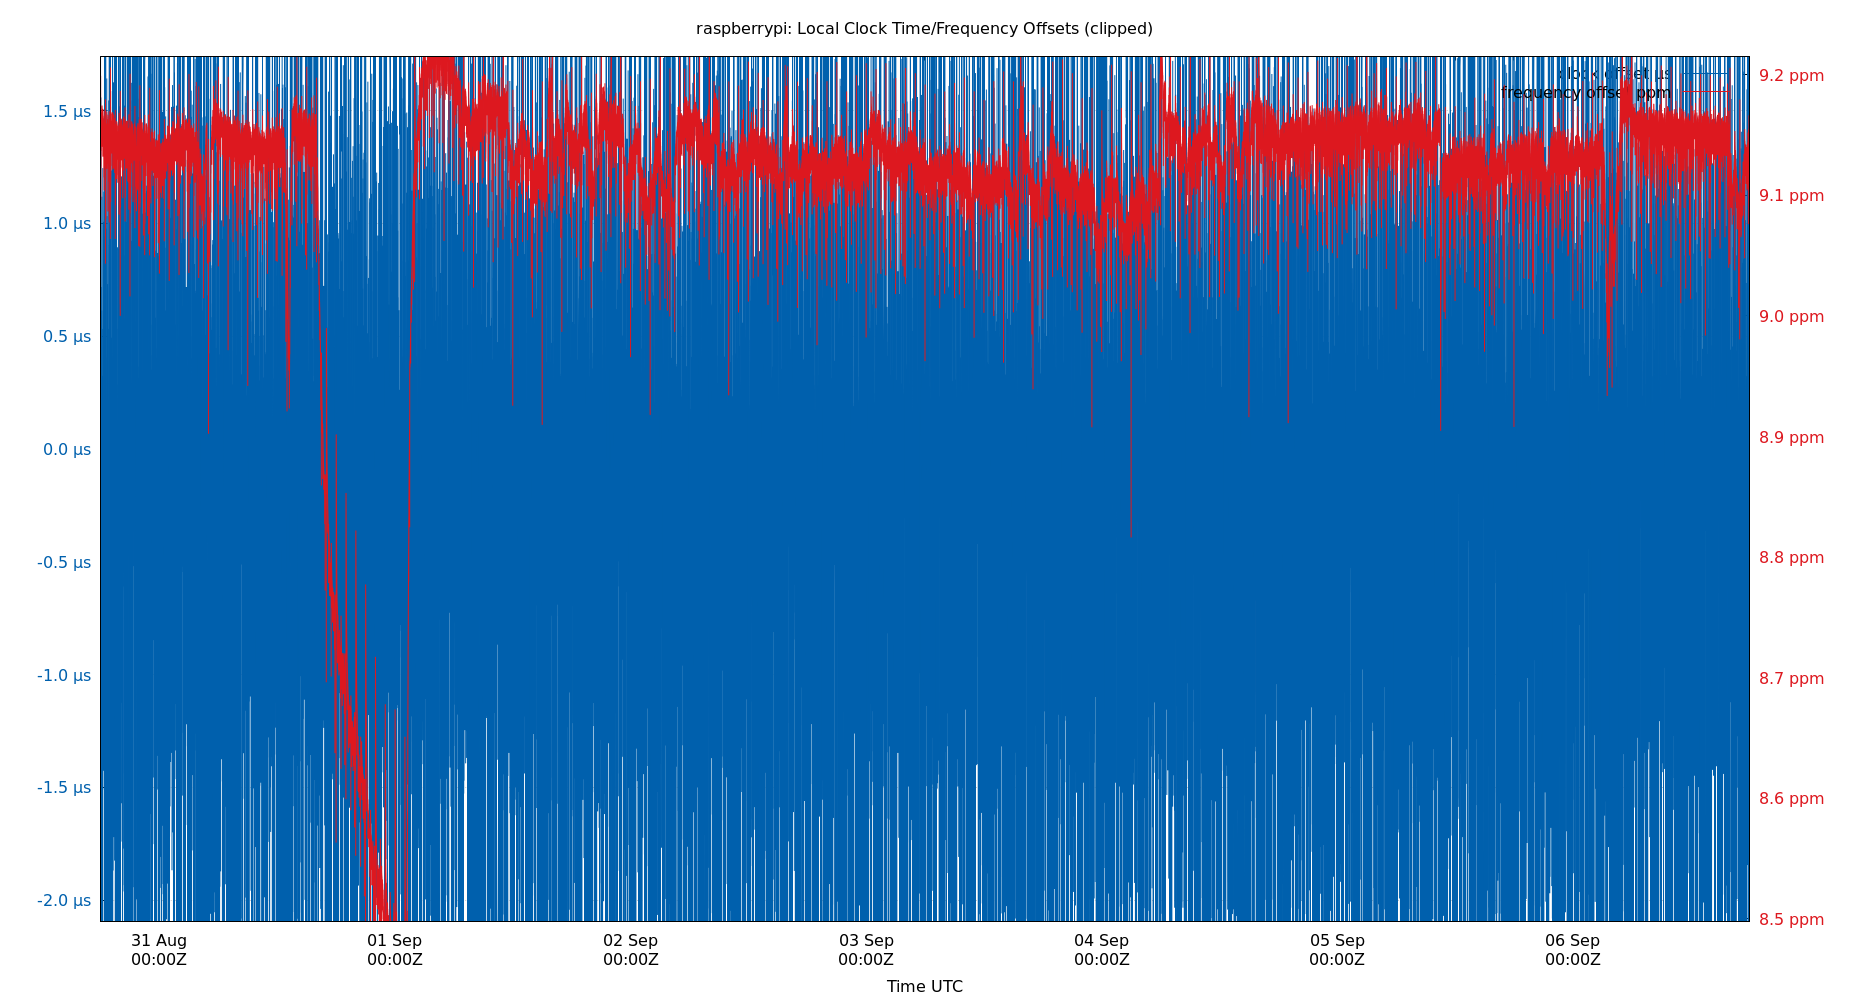 raspberrypi: Local Clock Time/Frequency Offsets (clipped)
clock offset µs
frequency offset ppm
1.5 µs
1.0 µs
0.5 µs
0.0 µs
-0.5 µs
-1.0 µs
-1.5 µs
-2.0 µs
9.2 ppm
9.1 ppm
9.0 ppm
8.9 ppm
8.8 ppm
8.7 ppm
8.6 ppm
8.5 ppm
31 Aug 01 Sep 02 Sep 03 Sep 04 Sep 05 Sep 06 Sep
00:00Z 00:00Z 00:00Z 00:00Z 00:00Z 00:00Z 00:00Z
Time UTC